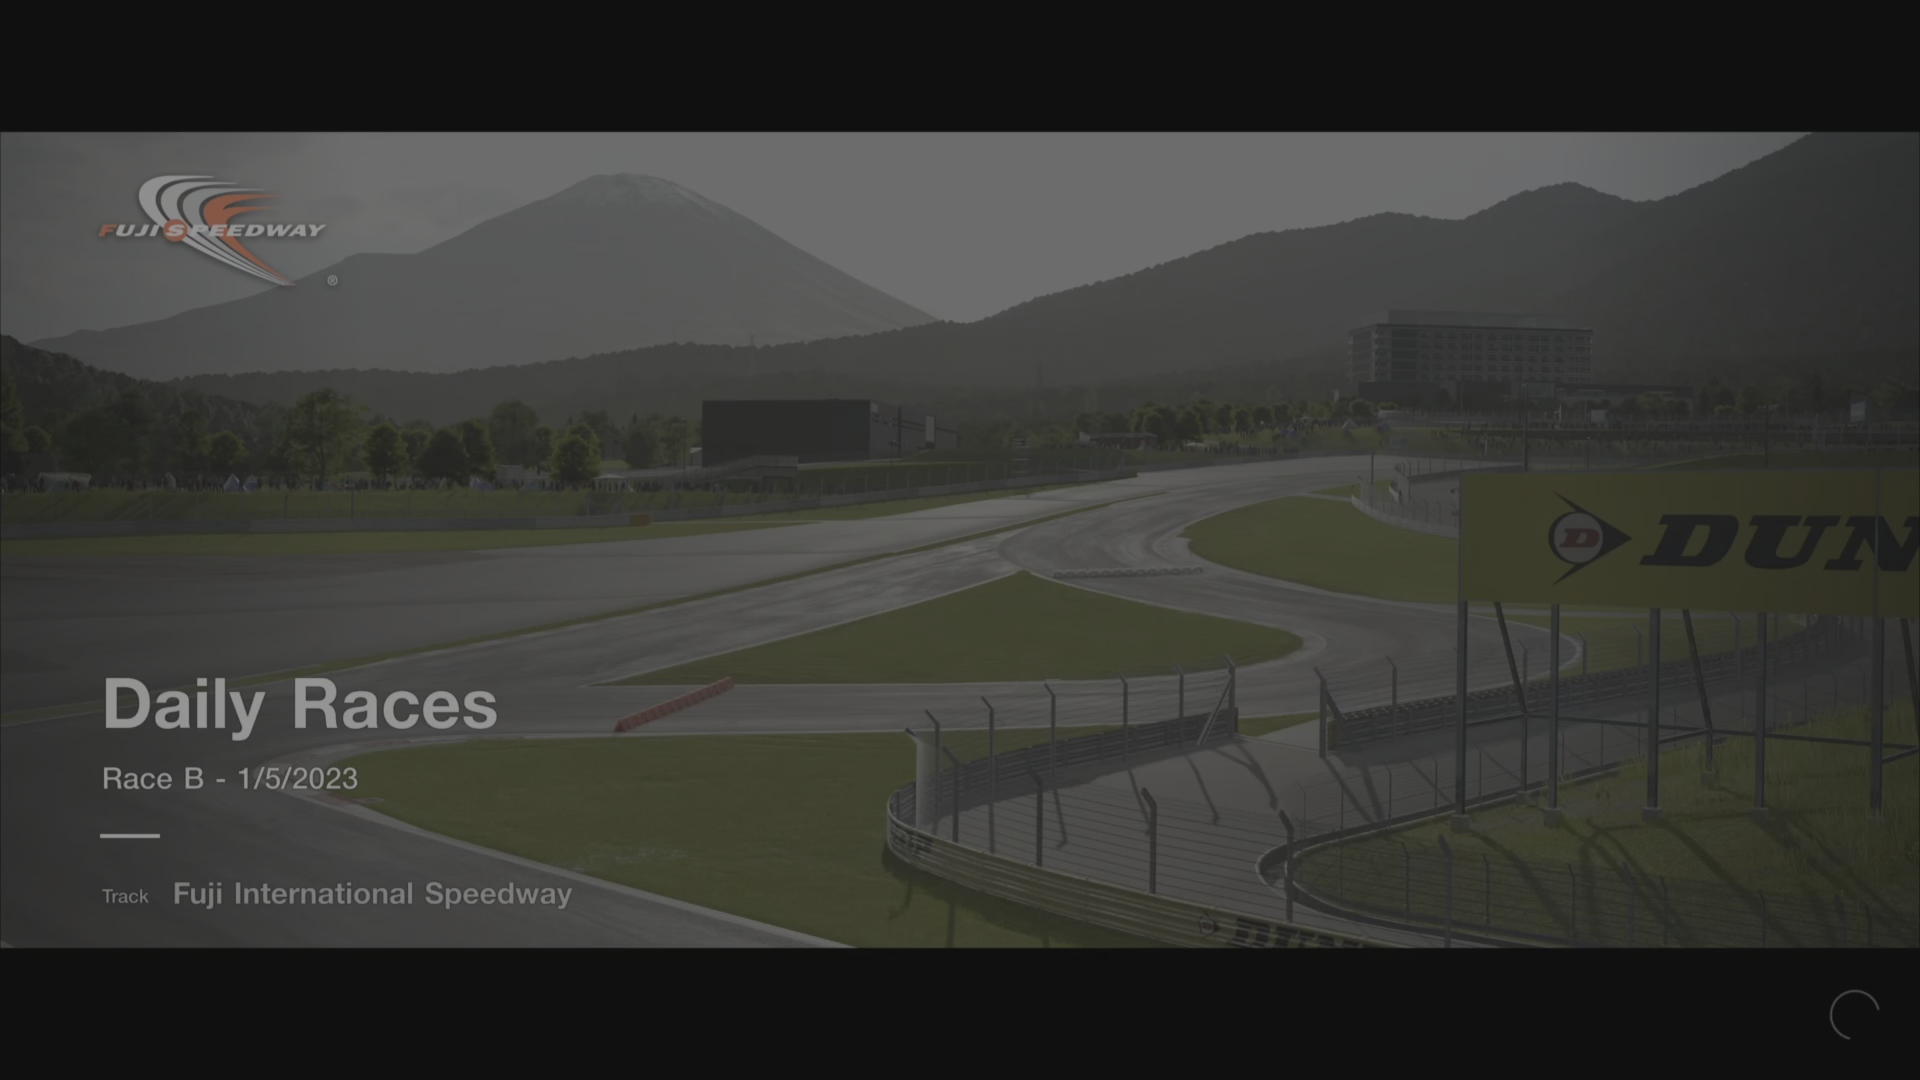 FUJI SPEEDWAY
®
D DUN
Daily Races
Race B - 1/5/2023
Track Fuji International Speedway